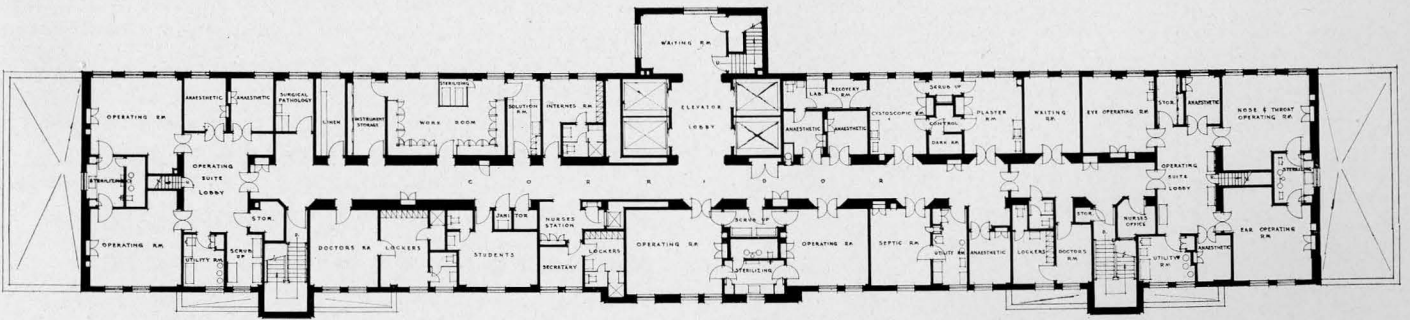 WAITING RM.
OPERATING RM.
ANAESTHETIC
ANAESTHETIC
SURGICAL
PATHOLOGY
LINEN
INSTRUMENT
STORAGE
STERILIZING
WORK ROOM
SOLUTION
RM.
INTERNES RM.
ELEVATOR
LOBBY
LAB.
RECOVERY
RM.
ANAESTHETIC
ANAESTHETIC
CYSTOSCOPIC RM.
SCRUB UP
CONTROL
DARK RM.
PLASTER
RM.
WAITING
RM.
EYE OPERATING RM.
STOR.
ANAESTHETIC
NOSE & THROAT
OPERATING RM.
STERILIZING
OPERATING
SUITE
LOBBY
CORRIDOR
OPERATING
SUITE
LOBBY
STERILIZING
OPERATING RM.
UTILITY RM.
SCRUB
UP
STOR.
DOCTORS RM.
LOCKERS
STUDENTS
JANITOR
NURSES
STATION
SECRETARY
LOCKERS
OPERATING RM.
SCRUB UP
STERILIZING
OPERATING RM.
SEPTIC RM.
UTILITY RM.
ANAESTHETIC
LOCKERS
DOCTORS
RM.
STOR.
NURSES
OFFICE
UTILITY
RM.
ANAESTHETIC
EAR OPERATING
RM.